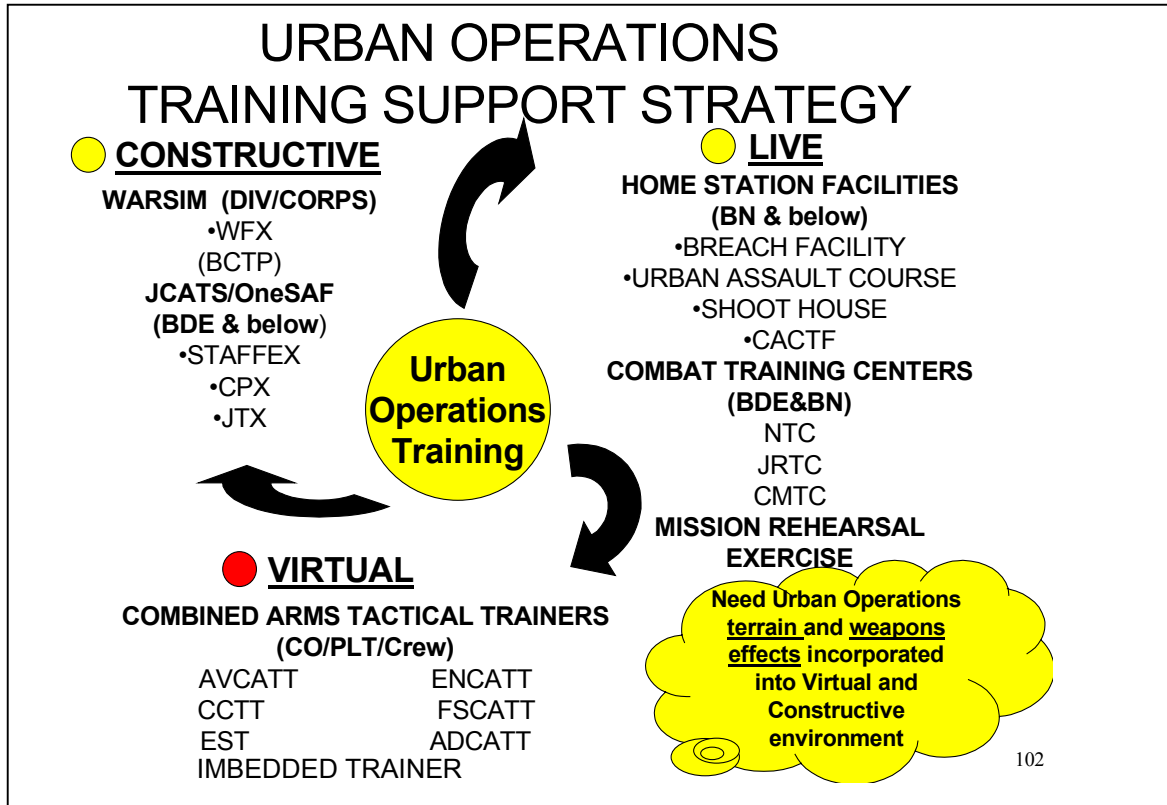 URBAN OPERATIONS
TRAINING SUPPORT STRATEGY
CONSTRUCTIVE
WARSIM (DIV/CORPS)
•WFX
(BCTP)
JCATS/OneSAF
(BDE & below)
•STAFFEX
•CPX
•JTX
LIVE
HOME STATION FACILITIES
(BN & below)
•BREACH FACILITY
•URBAN ASSAULT COURSE
•SHOOT HOUSE
•CACTF
COMBAT TRAINING CENTERS
(BDE&BN)
NTC
JRTC
CMTC
MISSION REHEARSAL
EXERCISE
Urban
Operations
Training
VIRTUAL
COMBINED ARMS TACTICAL TRAINERS
(CO/PLT/Crew)
AVCATT ENCATT
CCTT FSCATT
EST ADCATT
IMBEDDED TRAINER
Need Urban Operations
terrain and weapons
effects incorporated
into Virtual and
Constructive
environment
102